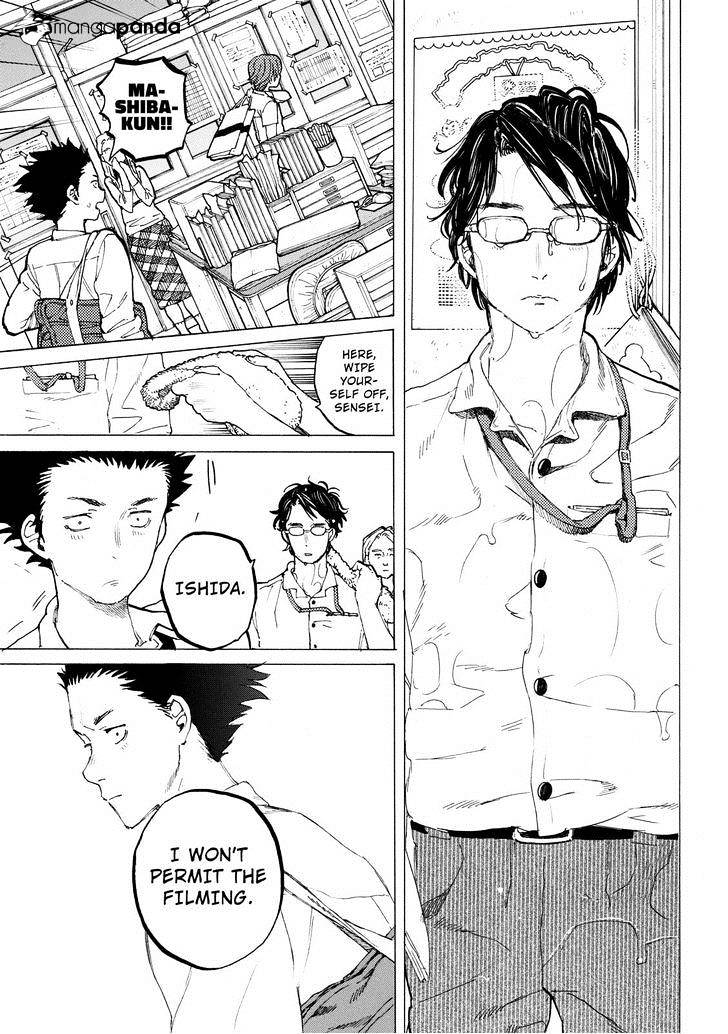 mangapanda
MA-
SHIBA-
KUN!!
HERE,
WIPE
YOUR-
SELF OFF,
SENSEI.
ISHIDA.
I WON'T
PERMIT THE
FILMING.